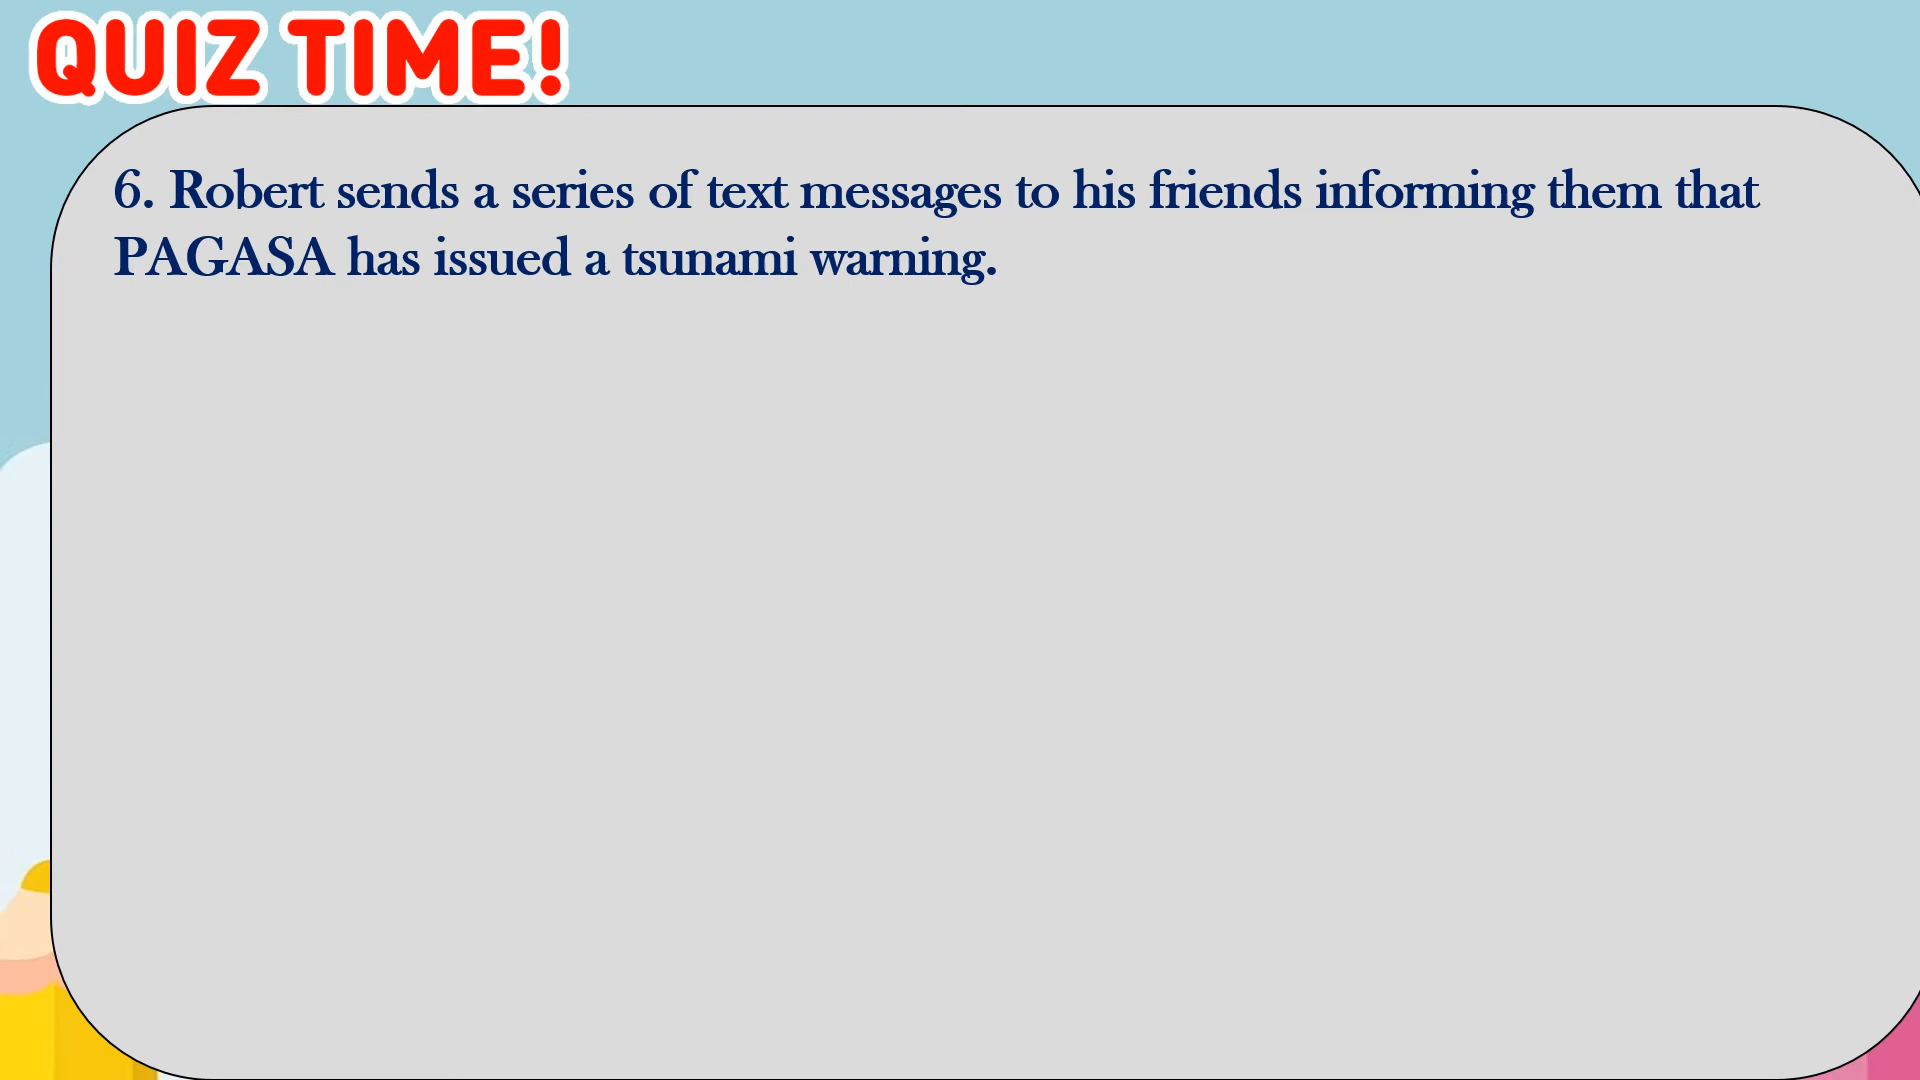 QUIZ TIME!
6. Robert sends a series of text messages to his friends informing them that
PAGASA has issued a tsunami warning.